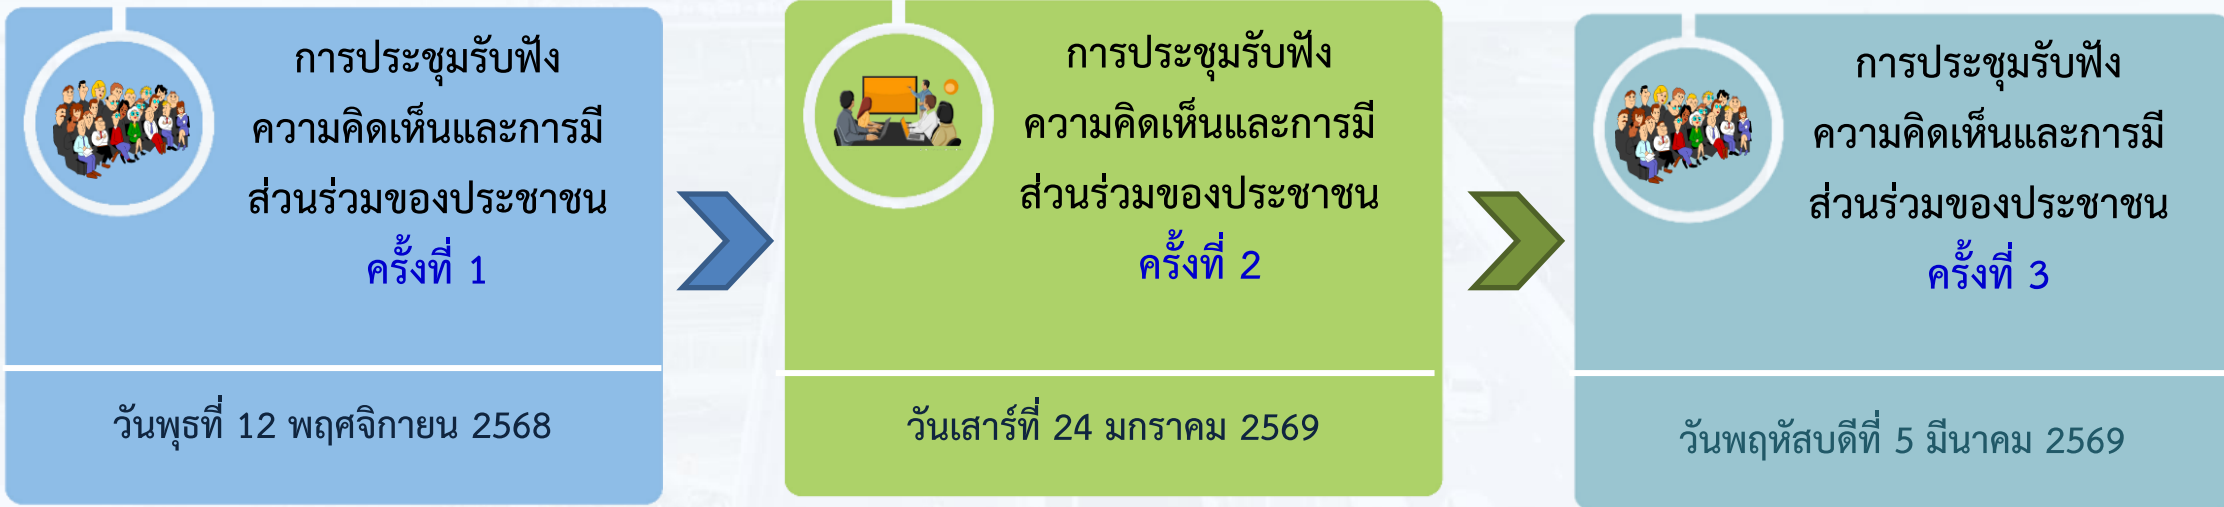 การประชุมรับฟัง
ความคิดเห็นและการมี
ส่วนร่วมของประชาชน
ครั้งที่ 1
วันพุธที่ 12 พฤศจิกายน 2568
การประชุมรับฟัง
ความคิดเห็นและการมี
ส่วนร่วมของประชาชน
ครั้งที่ 2
วันเสาร์ที่ 24 มกราคม 2569
การประชุมรับฟัง
ความคิดเห็นและการมี
ส่วนร่วมของประชาชน
ครั้งที่ 3
วันพฤหัสบดีที่ 5 มีนาคม 2569